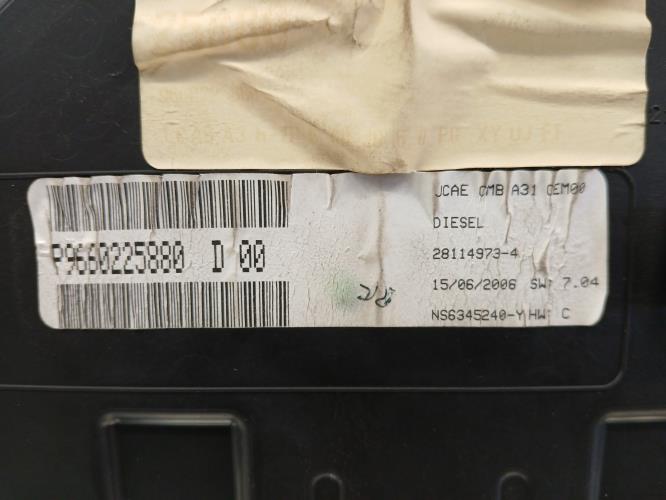 P9660225880 D 00
JCAE CMB A31 CEM00
DIESEL
28114973-4
15/06/2006 SW: 7.04
NS6345240-Y HW: C